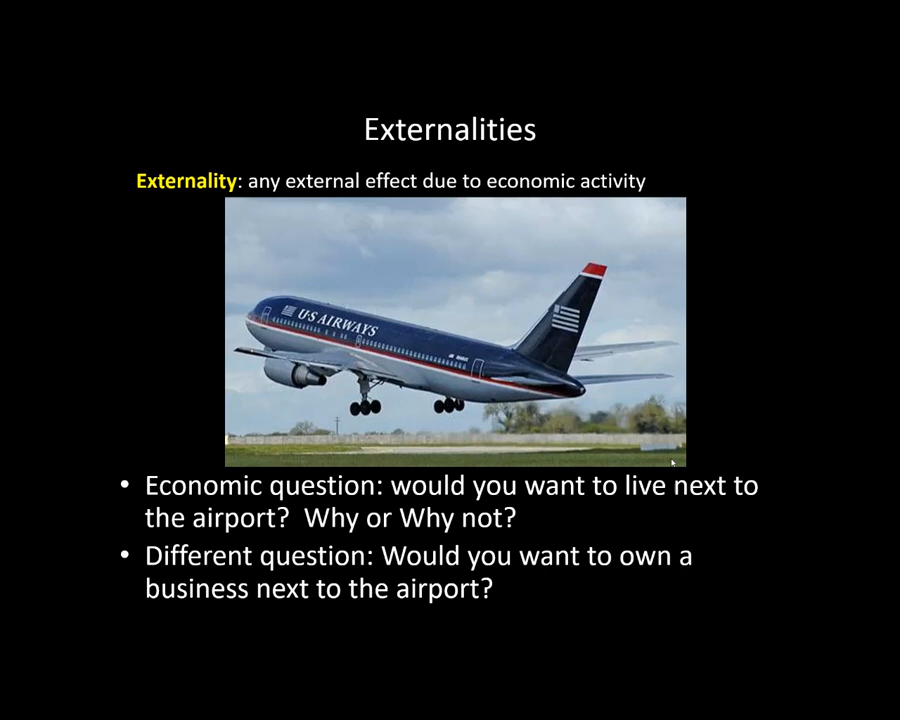 Externalities
Externality: any external effect due to economic activity
U·S AIRWAYS
• Economic question: would you want to live next to
the airport?  Why or Why not?
• Different question: Would you want to own a
business next to the airport?